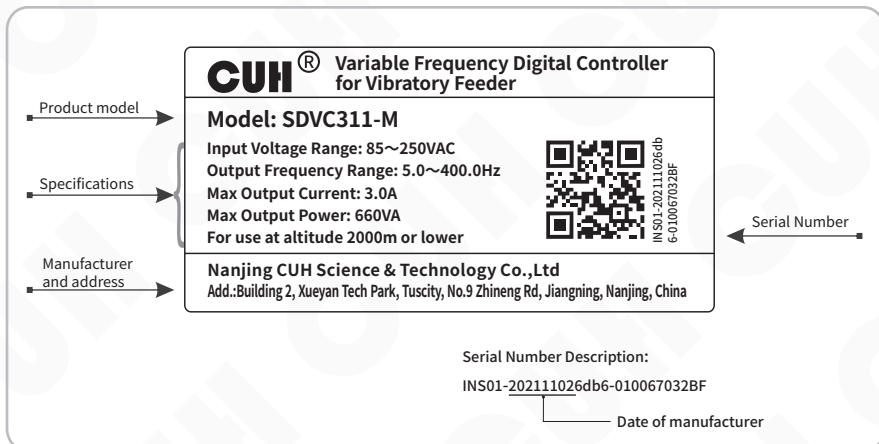 CUH® Variable Frequency Digital Controller
for Vibratory Feeder
Product model
Model: SDVC311-M
Specifications
Input Voltage Range: 85~250VAC
Output Frequency Range: 5.0~400.0Hz
Max Output Current: 3.0A
Max Output Power: 660VA
For use at altitude 2000m or lower
INS01-202111026db
6-010067032BF
Serial Number
Manufacturer
and address
Nanjing CUH Science & Technology Co.,Ltd
Add.:Building 2, Xueyan Tech Park, Tuscity, No.9 Zhineng Rd, Jiangning, Nanjing, China
Serial Number Description:
INS01-202111026db6-010067032BF
Date of manufacturer